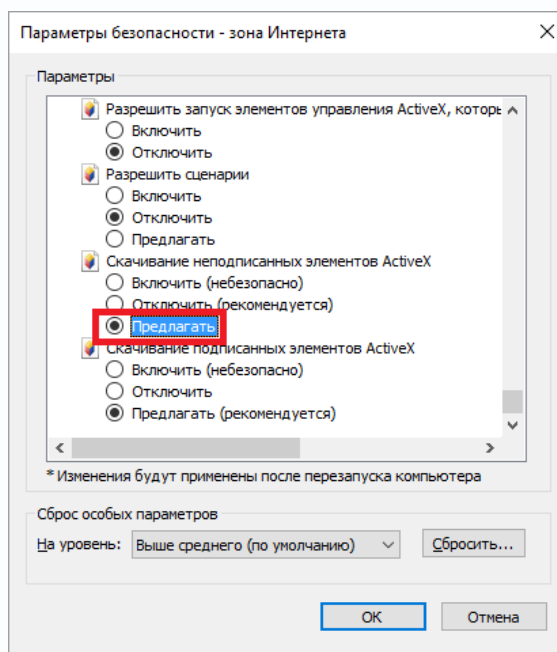 Параметры безопасности - зона Интернета
Параметры
Разрешить запуск элементов управления ActiveX, которы
Включить
Отключить
Разрешить сценарии
Включить
Отключить
Предлагать
Скачивание неподписанных элементов ActiveX
Включить (небезопасно)
Отключить (рекомендуется)
Предлагать
Скачивание подписанных элементов ActiveX
Включить (небезопасно)
Отключить
Предлагать (рекомендуется)
* Изменения будут применены после перезапуска компьютера
Сброс особых параметров
На уровень: Выше среднего (по умолчанию) Сбросить...
ОК Отмена